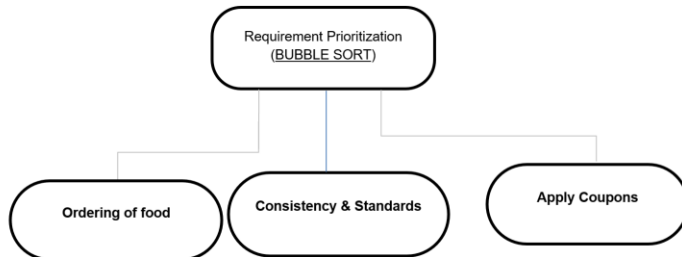 Requirement Prioritization
(BUBBLE SORT)
Ordering of food
Consistency & Standards
Apply Coupons